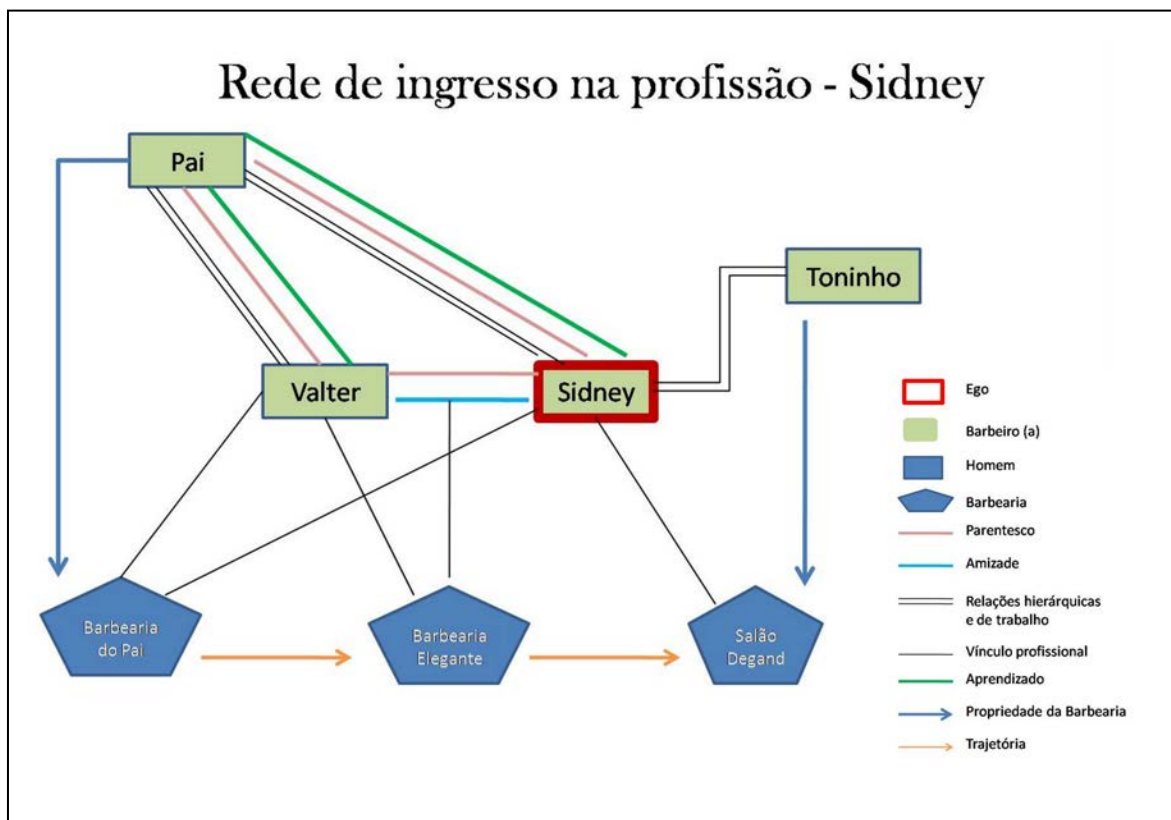 Rede de ingresso na profissão - Sidney
Pai
Toninho
Valter
Sidney
Barbearia
do Pai
Barbearia
Elegante
Salão
Degand
Ego
Barbeiro (a)
Homem
Barbearia
Parentesco
Amizade
Relações hierárquicas
e de trabalho
Vínculo profissional
Aprendizado
Propriedade da Barbearia
Trajetória